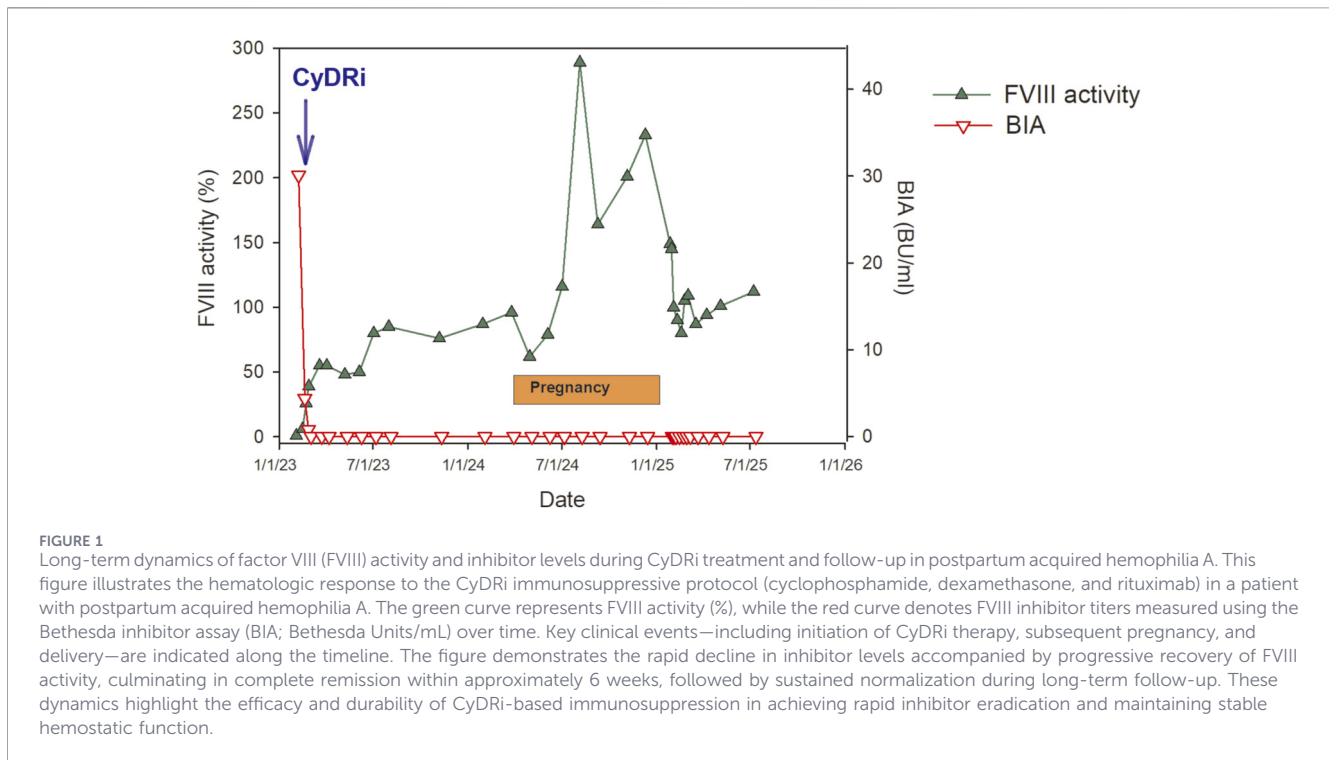 CyDRi
FVIII activity
BIA
FVIII activity (%)
300
250
200
150
100
50
0
BIA (BU/ml)
40
30
20
10
0
Pregnancy
1/1/23
7/1/23
1/1/24
7/1/24
1/1/25
7/1/25
1/1/26
Date
FIGURE 1
Long-term dynamics of factor VIII (FVIII) activity and inhibitor levels during CyDRi treatment and follow-up in postpartum acquired hemophilia A. This
figure illustrates the hematologic response to the CyDRi immunosuppressive protocol (cyclophosphamide, dexamethasone, and rituximab) in a patient
with postpartum acquired hemophilia A. The green curve represents FVIII activity (%), while the red curve denotes FVIII inhibitor titers measured using the
Bethesda inhibitor assay (BIA; Bethesda Units/mL) over time. Key clinical events—including initiation of CyDRi therapy, subsequent pregnancy, and
delivery—are indicated along the timeline. The figure demonstrates the rapid decline in inhibitor levels accompanied by progressive recovery of FVIII
activity, culminating in complete remission within approximately 6 weeks, followed by sustained normalization during long-term follow-up. These
dynamics highlight the efficacy and durability of CyDRi-based immunosuppression in achieving rapid inhibitor eradication and maintaining stable
hemostatic function.